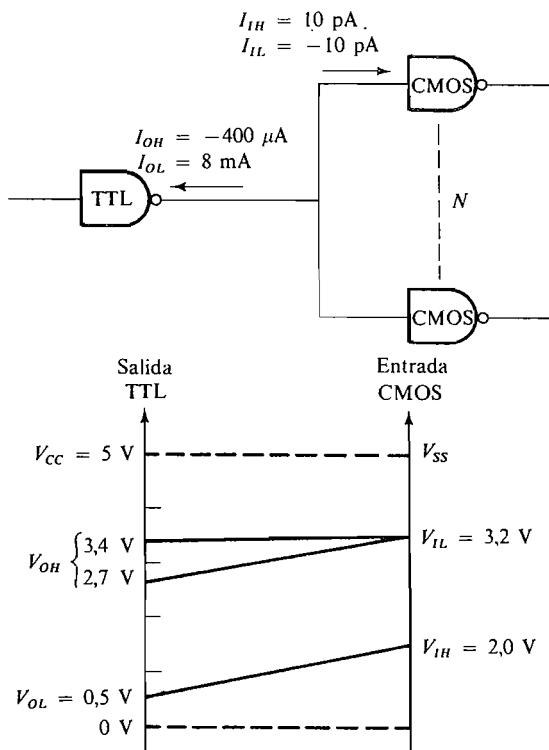 I_IH = 10 pA
I_IL = −10 pA
CMOS
I_OH = −400 μA
I_OL = 8 mA
TTL
N
CMOS
Salida
TTL
Entrada
CMOS
V_CC = 5 V
V_SS
V_OH { 3,4 V
2,7 V
V_IL = 3,2 V
V_IH = 2,0 V
V_OL = 0,5 V
0 V